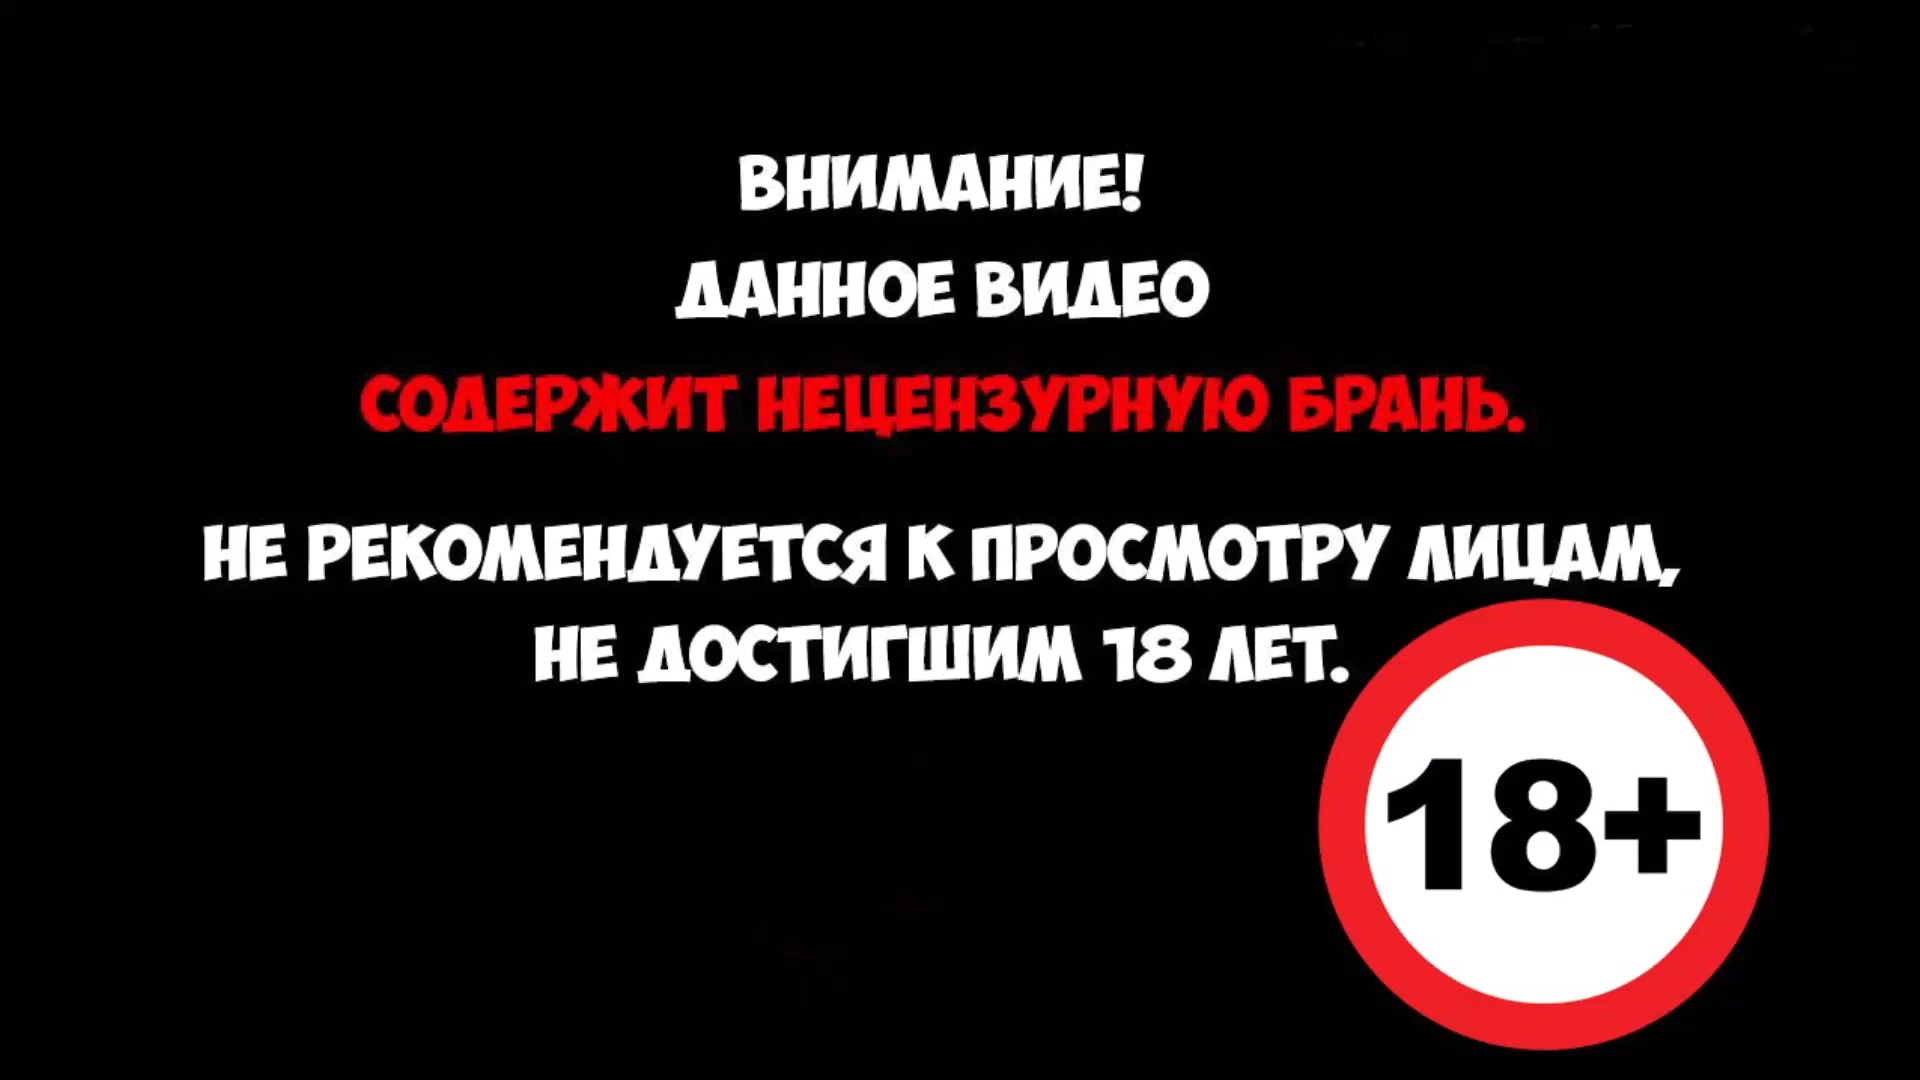 ВНИМАНИЕ!
ДАННОЕ ВИДЕО
СОДЕРЖИТ НЕЦЕНЗУРНУЮ БРАНЬ.
НЕ РЕКОМЕНДУЕТСЯ К ПРОСМОТРУ ЛИЦАМ,
НЕ ДОСТИГШИМ 18 ЛЕТ.
18+